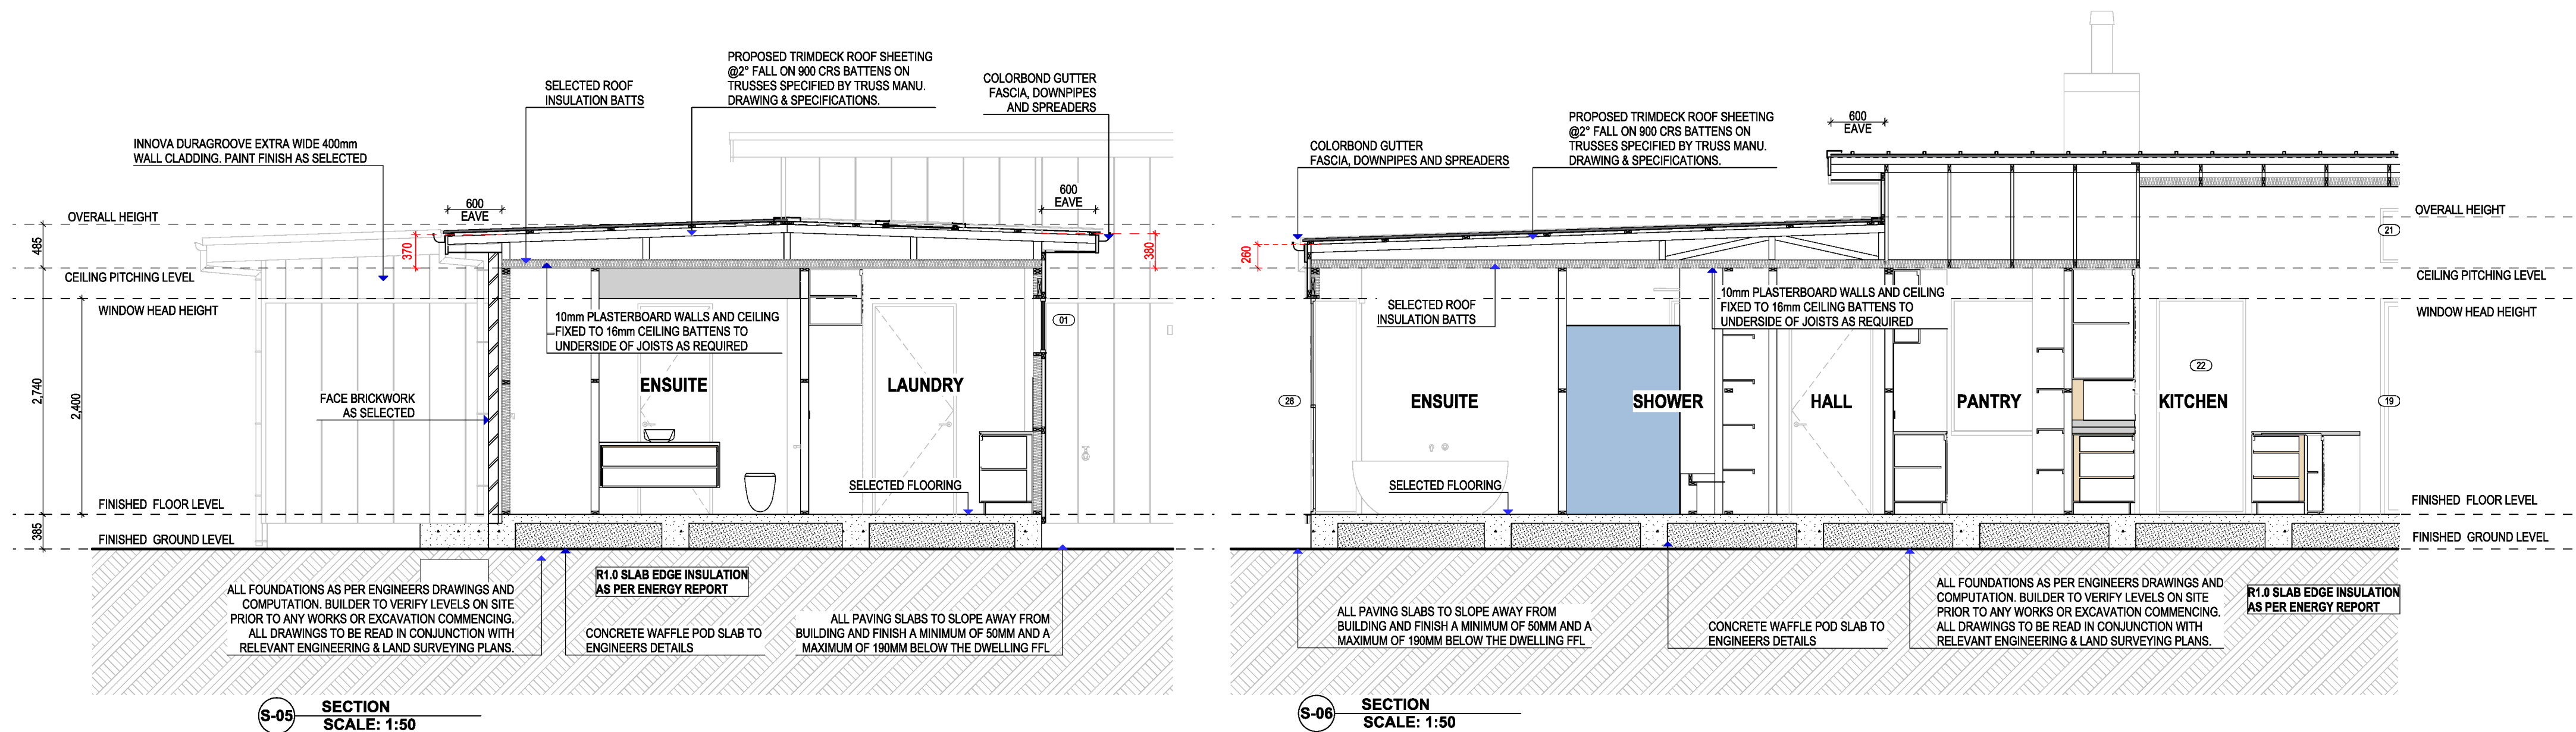 PROPOSED TRIMDECK ROOF SHEETING
@2° FALL ON 900 CRS BATTENS ON
TRUSSES SPECIFIED BY TRUSS MANU.
DRAWING & SPECIFICATIONS.
SELECTED ROOF
INSULATION BATTS
COLORBOND GUTTER
FASCIA, DOWNPIPES
AND SPREADERS
INNOVA DURAGROOVE EXTRA WIDE 400mm
WALL CLADDING. PAINT FINISH AS SELECTED
600
EAVE
600
EAVE
OVERALL HEIGHT
485
370
380
CEILING PITCHING LEVEL
WINDOW HEAD HEIGHT
10mm PLASTERBOARD WALLS AND CEILING
FIXED TO 16mm CEILING BATTENS TO
UNDERSIDE OF JOISTS AS REQUIRED
01
2,740
2,400
FACE BRICKWORK
AS SELECTED
ENSUITE
LAUNDRY
SELECTED FLOORING
FINISHED FLOOR LEVEL
385
FINISHED GROUND LEVEL
ALL FOUNDATIONS AS PER ENGINEERS DRAWINGS AND
COMPUTATION. BUILDER TO VERIFY LEVELS ON SITE
PRIOR TO ANY WORKS OR EXCAVATION COMMENCING.
ALL DRAWINGS TO BE READ IN CONJUNCTION WITH
RELEVANT ENGINEERING & LAND SURVEYING PLANS.
R1.0 SLAB EDGE INSULATION
AS PER ENERGY REPORT
CONCRETE WAFFLE POD SLAB TO
ENGINEERS DETAILS
ALL PAVING SLABS TO SLOPE AWAY FROM
BUILDING AND FINISH A MINIMUM OF 50MM AND A
MAXIMUM OF 190MM BELOW THE DWELLING FFL
S-05
SECTION
SCALE: 1:50
COLORBOND GUTTER
FASCIA, DOWNPIPES AND SPREADERS
PROPOSED TRIMDECK ROOF SHEETING
@2° FALL ON 900 CRS BATTENS ON
TRUSSES SPECIFIED BY TRUSS MANU.
DRAWING & SPECIFICATIONS.
600
EAVE
OVERALL HEIGHT
21
260
CEILING PITCHING LEVEL
SELECTED ROOF
INSULATION BATTS
10mm PLASTERBOARD WALLS AND CEILING
FIXED TO 16mm CEILING BATTENS TO
UNDERSIDE OF JOISTS AS REQUIRED
WINDOW HEAD HEIGHT
22
28
ENSUITE
SHOWER
HALL
PANTRY
KITCHEN
19
SELECTED FLOORING
FINISHED FLOOR LEVEL
FINISHED GROUND LEVEL
ALL PAVING SLABS TO SLOPE AWAY FROM
BUILDING AND FINISH A MINIMUM OF 50MM AND A
MAXIMUM OF 190MM BELOW THE DWELLING FFL
CONCRETE WAFFLE POD SLAB TO
ENGINEERS DETAILS
ALL FOUNDATIONS AS PER ENGINEERS DRAWINGS AND
COMPUTATION. BUILDER TO VERIFY LEVELS ON SITE
PRIOR TO ANY WORKS OR EXCAVATION COMMENCING.
ALL DRAWINGS TO BE READ IN CONJUNCTION WITH
RELEVANT ENGINEERING & LAND SURVEYING PLANS.
R1.0 SLAB EDGE INSULATION
AS PER ENERGY REPORT
S-06
SECTION
SCALE: 1:50